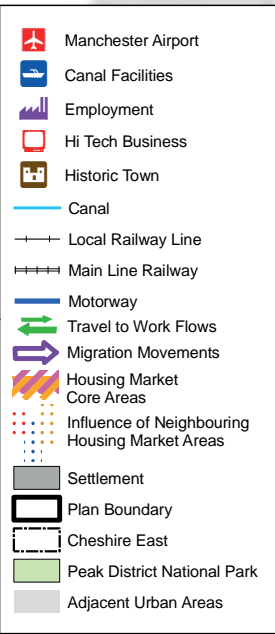 Manchester Airport
Canal Facilities
Employment
Hi Tech Business
Historic Town
Canal
Local Railway Line
Main Line Railway
Motorway
Travel to Work Flows
Migration Movements
Housing Market
Core Areas
Influence of Neighbouring
Housing Market Areas
Settlement
Plan Boundary
Cheshire East
Peak District National Park
Adjacent Urban Areas